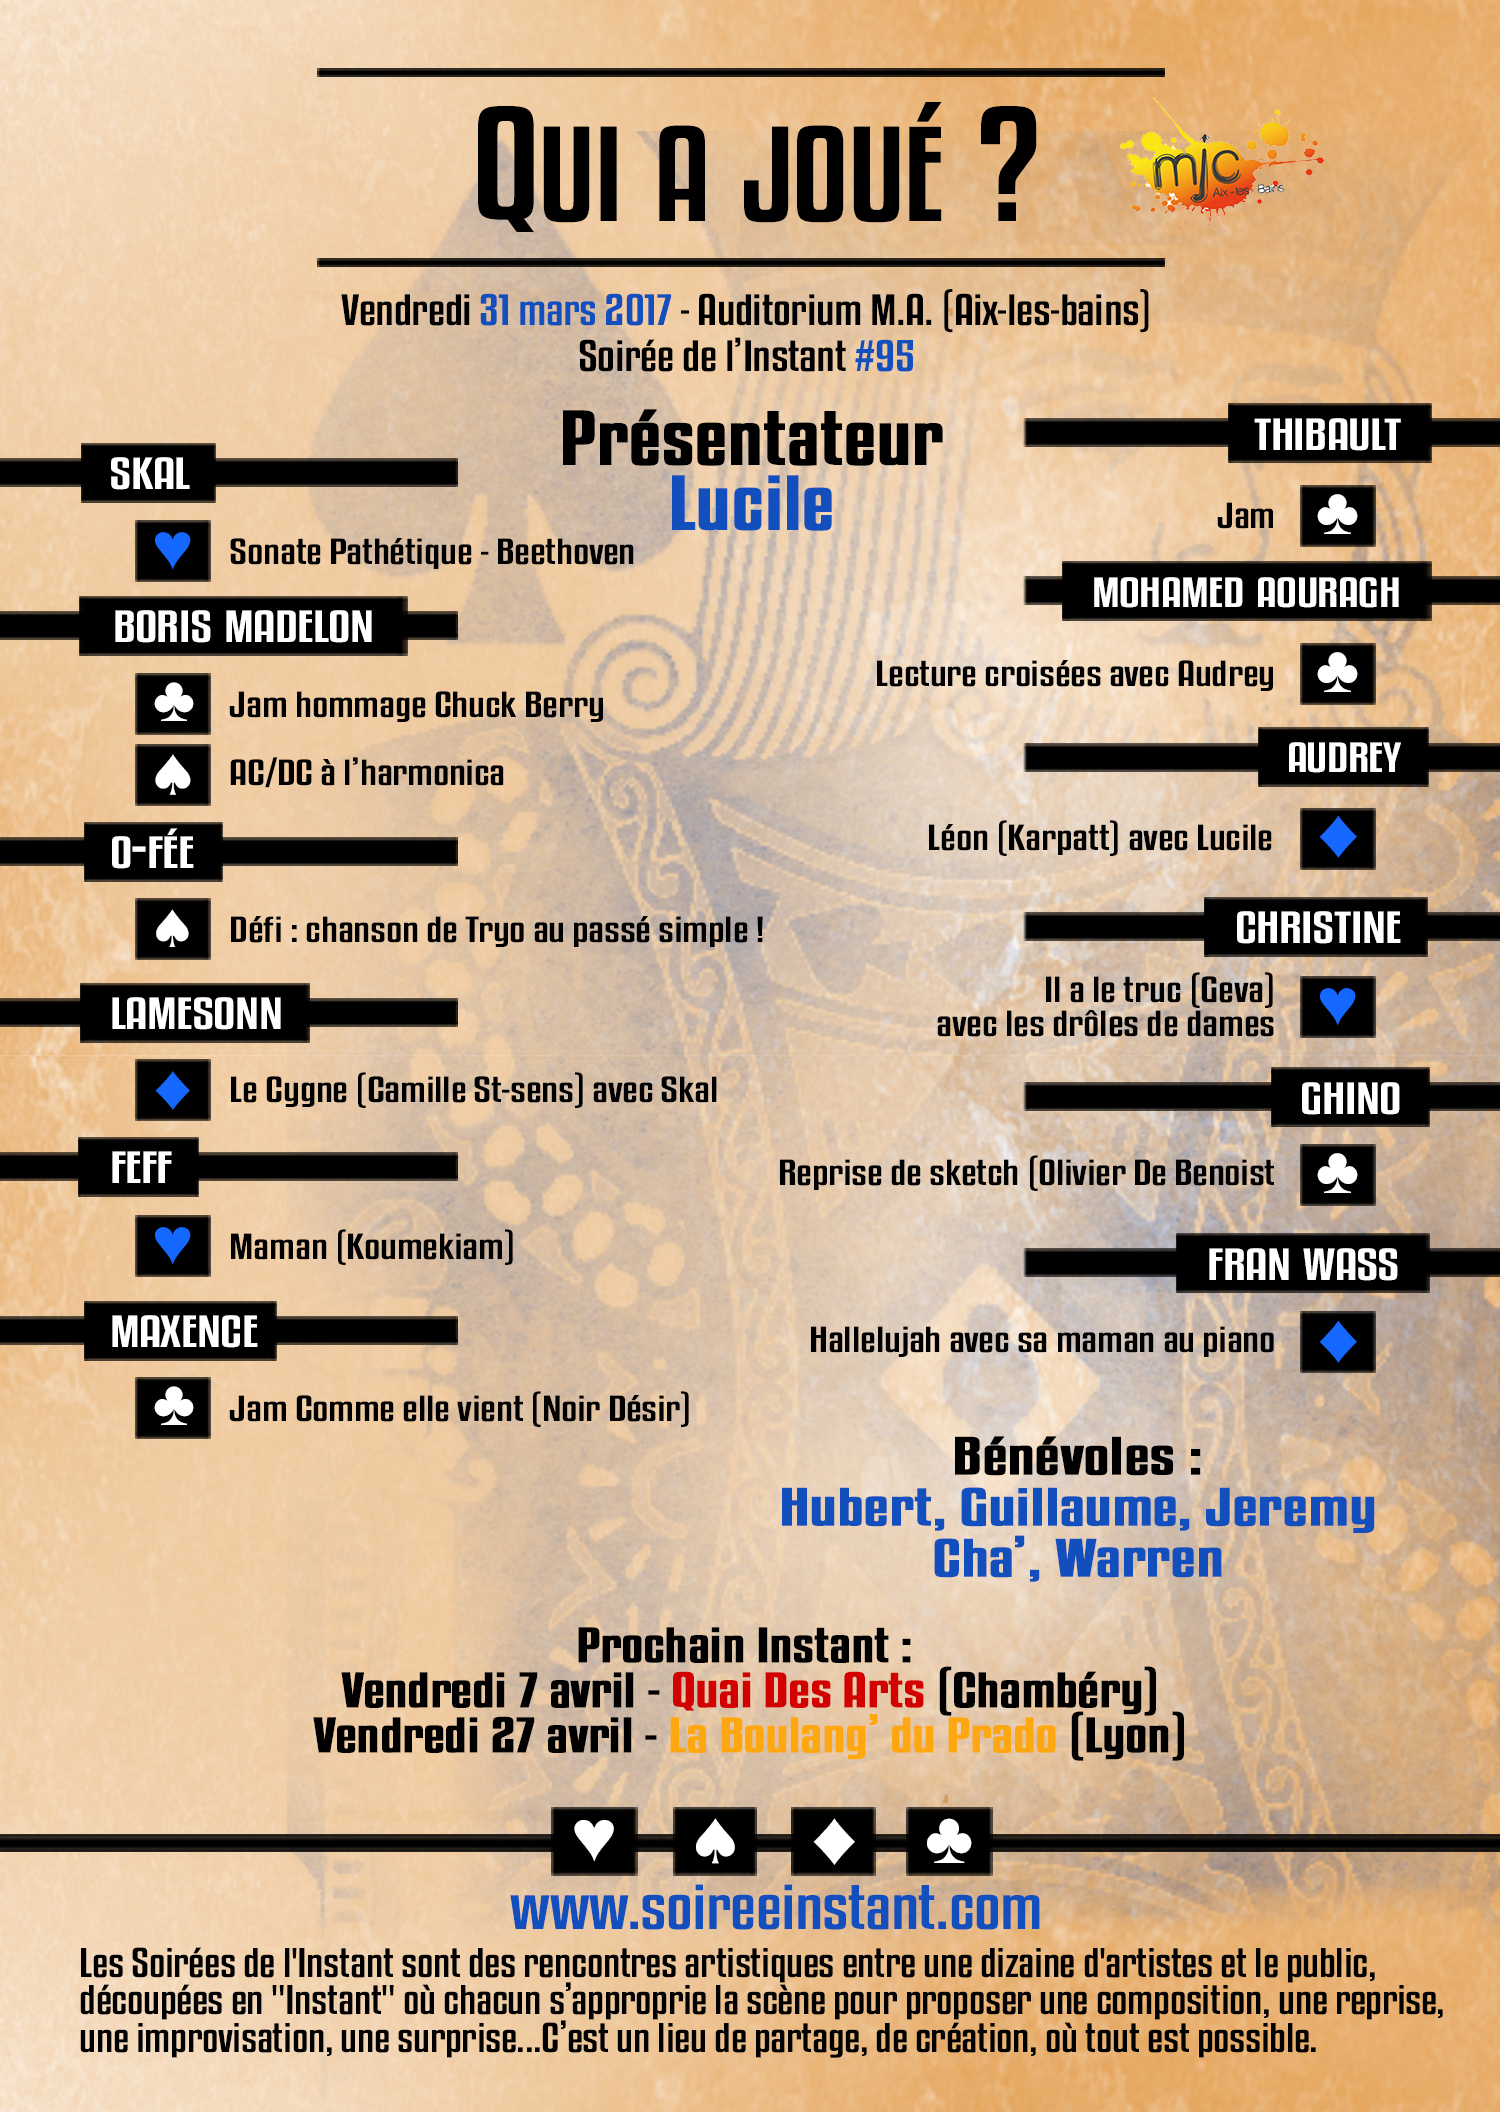 Qui a joué ?
mjc
Aix-les-Bains
Vendredi 31 mars 2017 - Auditorium M.A. (Aix-les-bains)
Soirée de l'Instant #95
Présentateur
Lucile
SKAL
Sonate Pathétique - Beethoven
BORIS MADELON
Jam hommage Chuck Berry
AC/DC à l'harmonica
O-FÉE
Défi : chanson de Tryo au passé simple !
LAMESONN
Le Cygne (Camille St-sens) avec Skal
FEFF
Maman (Koumekiam)
MAXENCE
Jam Comme elle vient (Noir Désir)
THIBAULT
Jam
MOHAMED AOURAGH
Lecture croisées avec Audrey
AUDREY
Léon (Karpatt) avec Lucile
CHRISTINE
Il a le truc (Geva)
avec les drôles de dames
GHINO
Reprise de sketch (Olivier De Benoist
FRAN WASS
Hallelujah avec sa maman au piano
Bénévoles :
Hubert, Guillaume, Jeremy
Cha', Warren
Prochain Instant :
Vendredi 7 avril - Quai Des Arts (Chambéry)
Vendredi 27 avril - La Boulang' du Prado (Lyon)
www.soireeinstant.com
Les Soirées de l'Instant sont des rencontres artistiques entre une dizaine d'artistes et le public,
découpées en "Instant" où chacun s'approprie la scène pour proposer une composition, une reprise,
une improvisation, une surprise...C'est un lieu de partage, de création, où tout est possible.